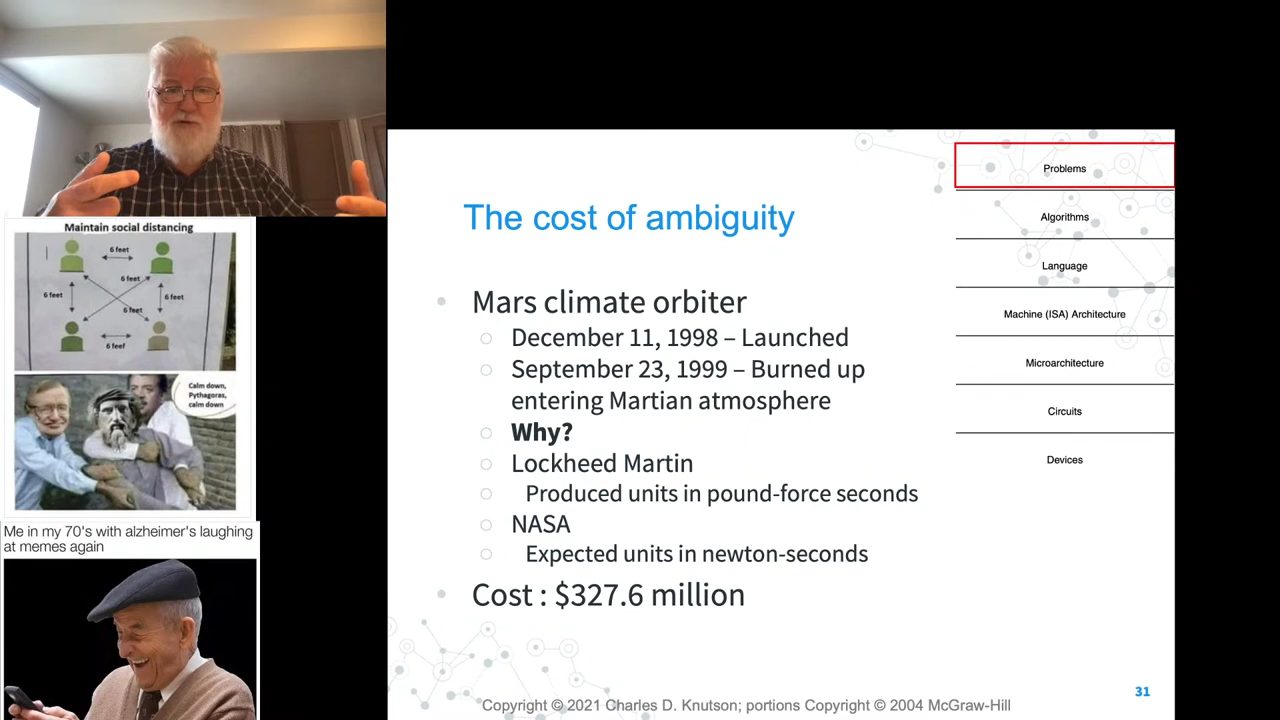 Maintain social distancing
6 feet
6 feet
6 feet
6 feet
6 feet
6 feet
Calm down,
Pythagoras,
calm down
Me in my 70's with alzheimer's laughing
at memes again
The cost of ambiguity
Mars climate orbiter
December 11, 1998 – Launched
September 23, 1999 – Burned up
entering Martian atmosphere
Why?
Lockheed Martin
Produced units in pound-force seconds
NASA
Expected units in newton-seconds
Cost : $327.6 million
Problems
Algorithms
Language
Machine (ISA) Architecture
Microarchitecture
Circuits
Devices
31
Copyright © 2021 Charles D. Knutson; portions Copyright © 2004 McGraw-Hill